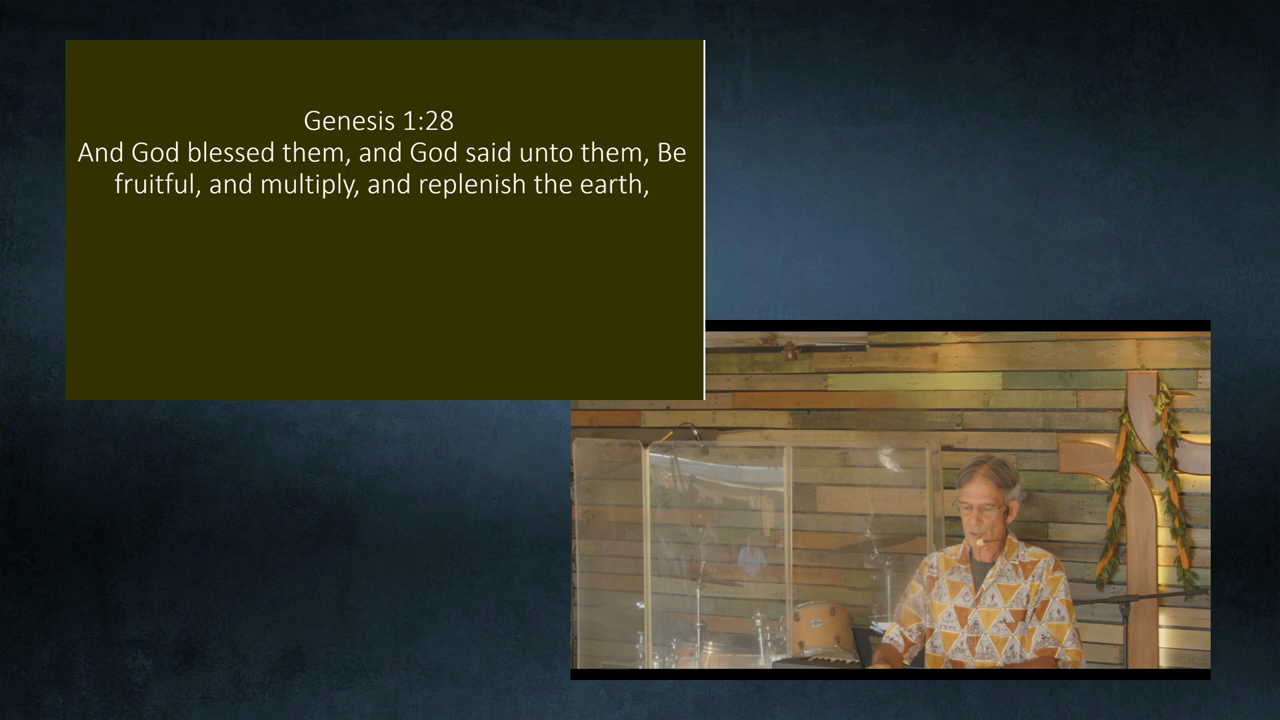 Genesis 1:28
And God blessed them, and God said unto them, Be
fruitful, and multiply, and replenish the earth,